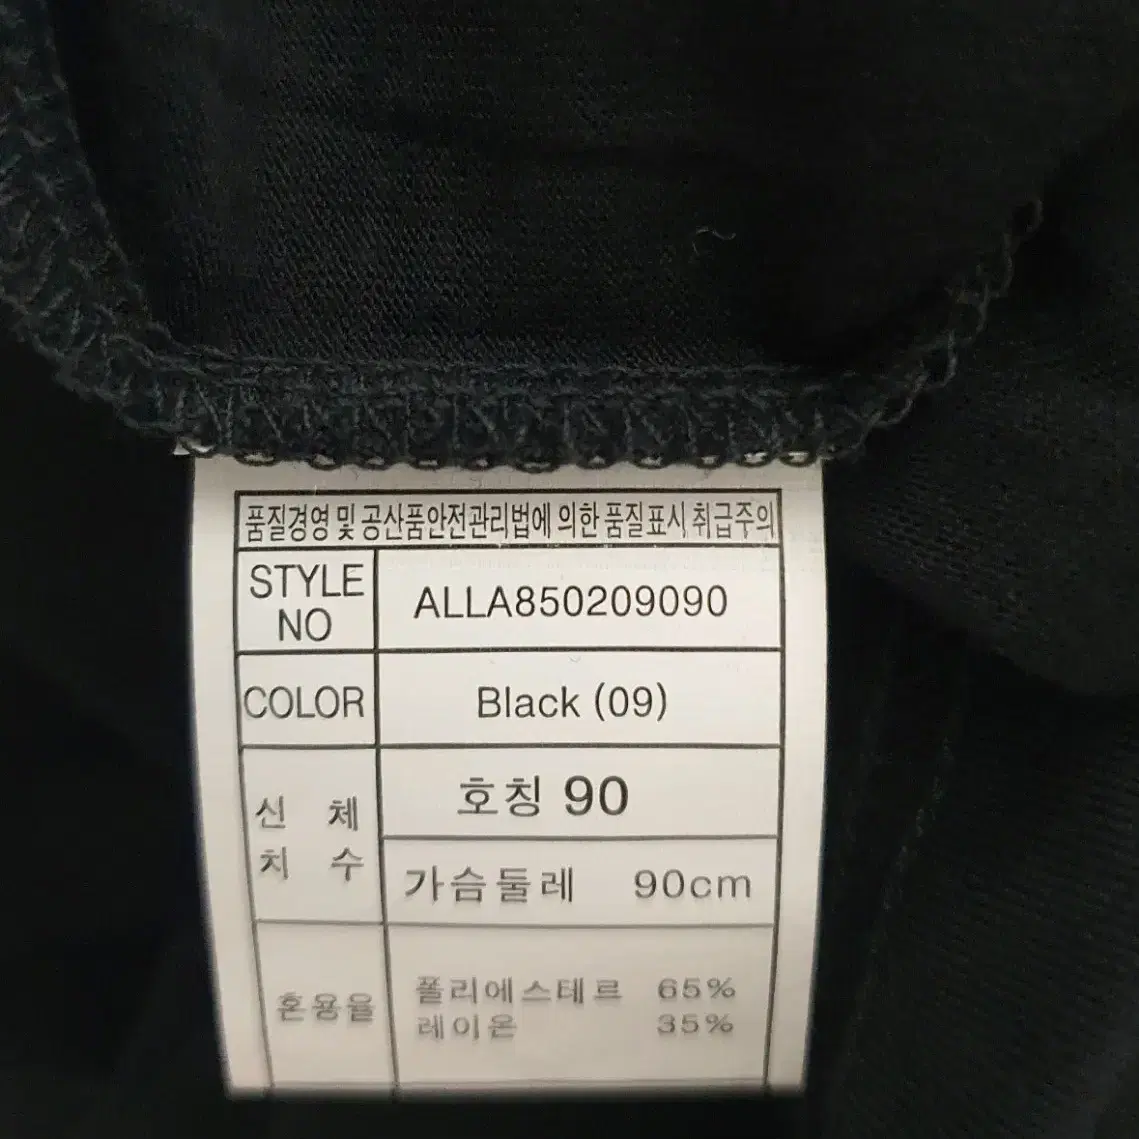 품질경영 및 공산품안전관리법에 의한 품질표시 취급주의
STYLE NO
ALLA850209090
COLOR
Black (09)
신 체
치 수
호칭 90
가슴둘레 90cm
혼용율
폴리에스테르 65%
레이온 35%